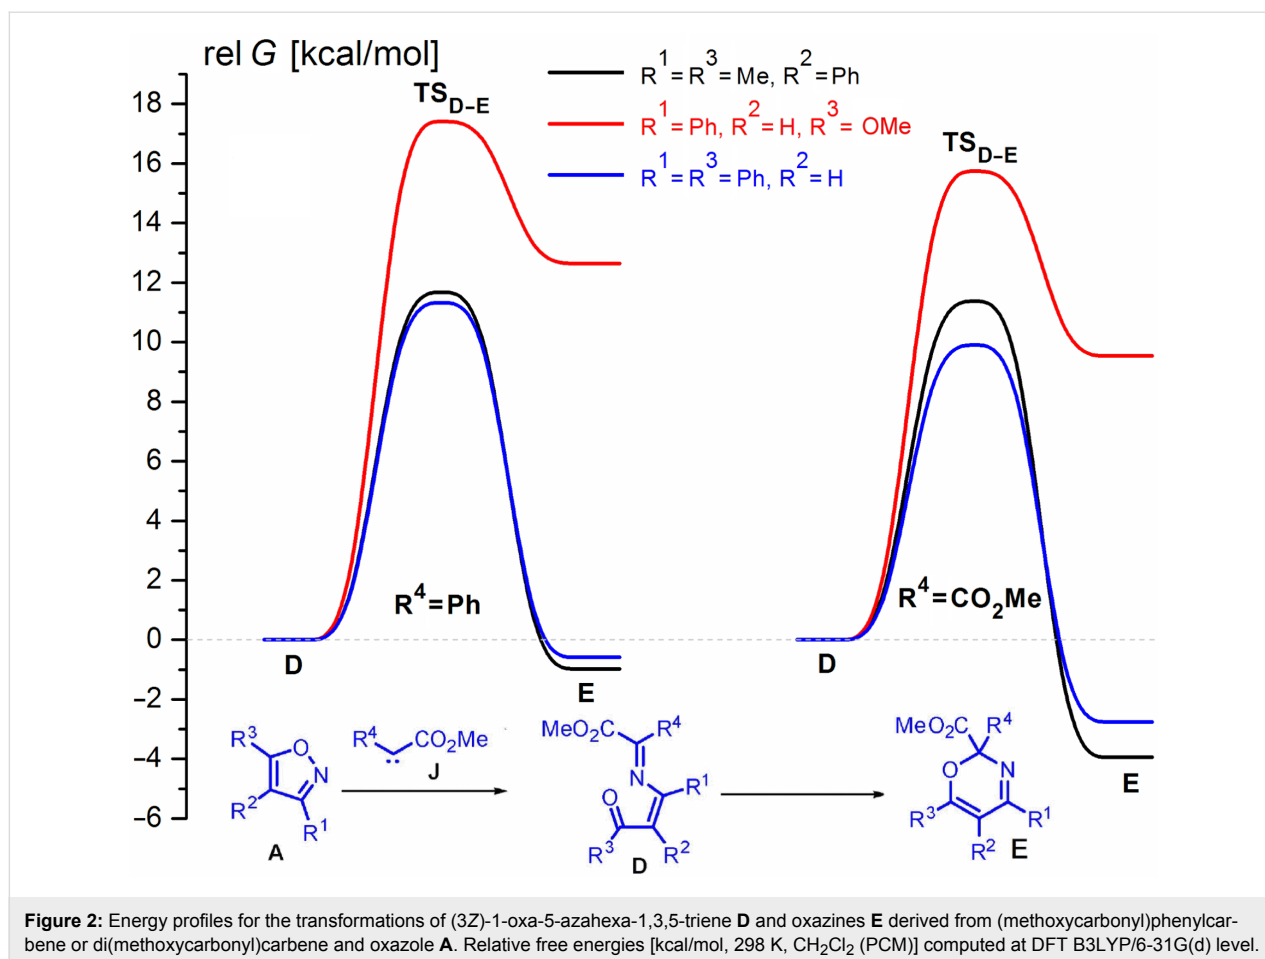 rel G [kcal/mol]
R1=R3=Me, R2=Ph
R1=Ph, R2=H, R3= OMe
R1=R3=Ph, R2=H
TSD–E
TSD–E
18
16
14
12
10
8
6
4
2
0
−2
−4
−6
R4=Ph
R4=CO2Me
D
E
D
E
R3
O
N
R2
R1
A
R4
CO2Me
J
MeO2C
R4
N
O
R1
R3
R2
D
MeO2C
R4
O
N
R3
R1
R2
E
Figure 2: Energy profiles for the transformations of (3Z)-1-oxa-5-azahexa-1,3,5-triene D and oxazines E derived from (methoxycarbonyl)phenylcar-
bene or di(methoxycarbonyl)carbene and oxazole A. Relative free energies [kcal/mol, 298 K, CH2Cl2 (PCM)] computed at DFT B3LYP/6-31G(d) level.